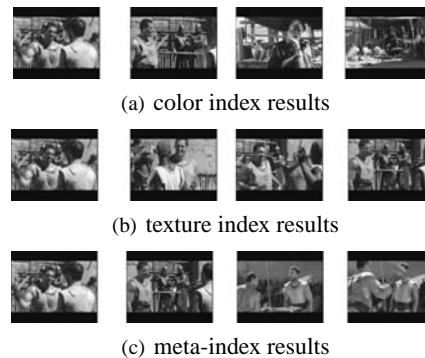 (a) color index results
(b) texture index results
(c) meta-index results